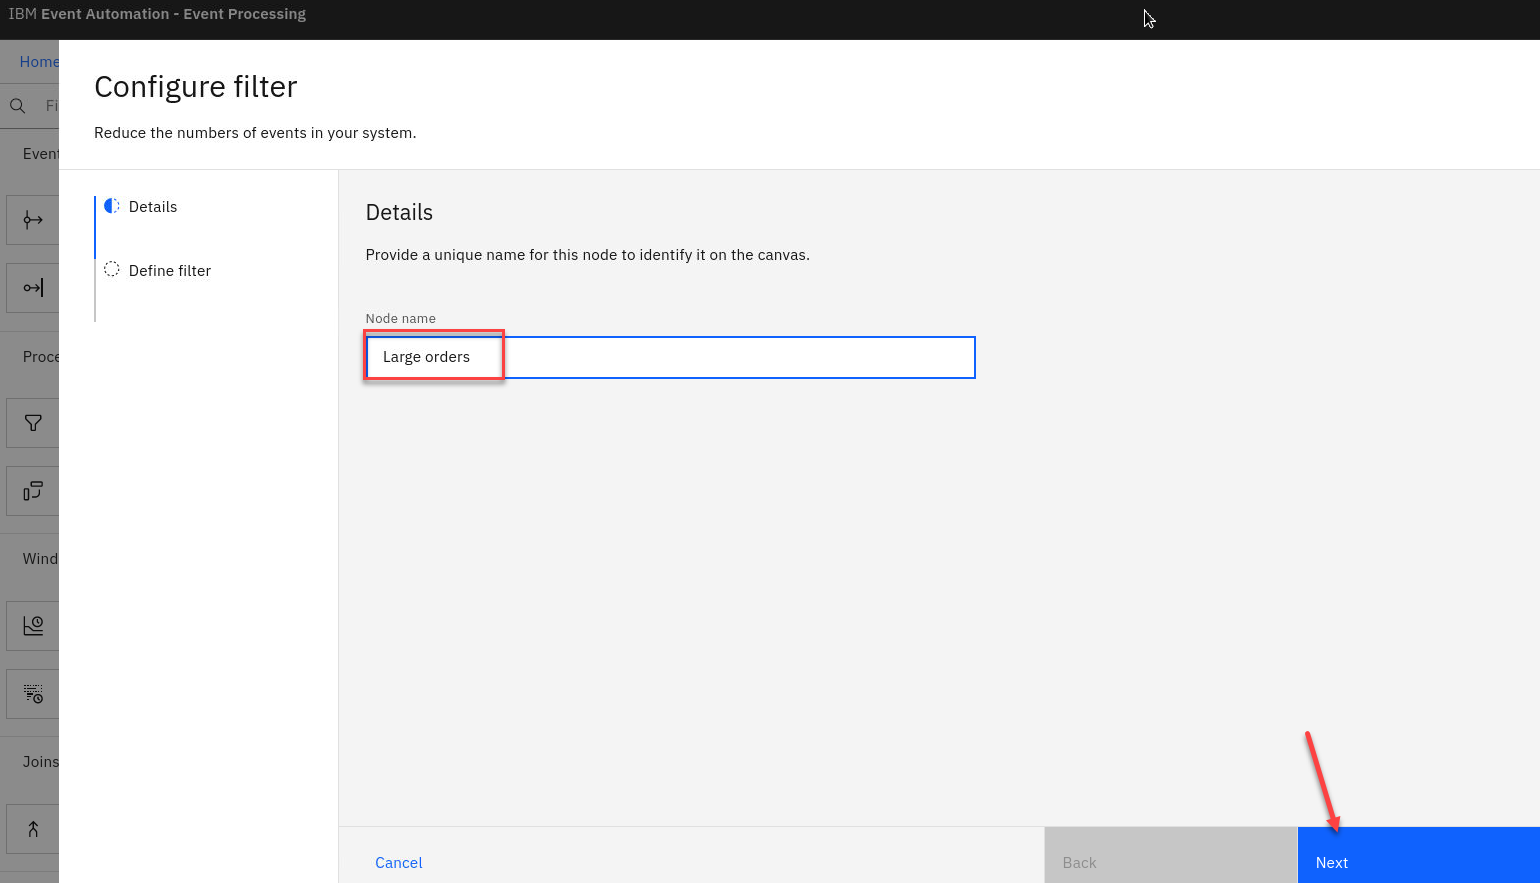 IBM Event Automation - Event Processing
Home
Configure filter
Fi
Reduce the numbers of events in your system.
Event
Details
Define filter
Details
Provide a unique name for this node to identify it on the canvas.
Node name
Large orders
Proce
Wind
Joins
Cancel
Back
Next